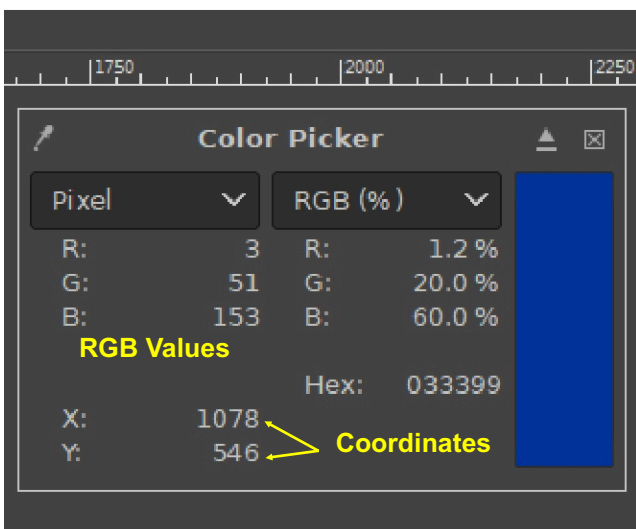 1750 2000 2250
Color Picker
Pixel RGB (%)
R: 3 R: 1.2 %
G: 51 G: 20.0 %
B: 153 B: 60.0 %
RGB Values
Hex: 033399
X: 1078
Coordinates
Y: 546